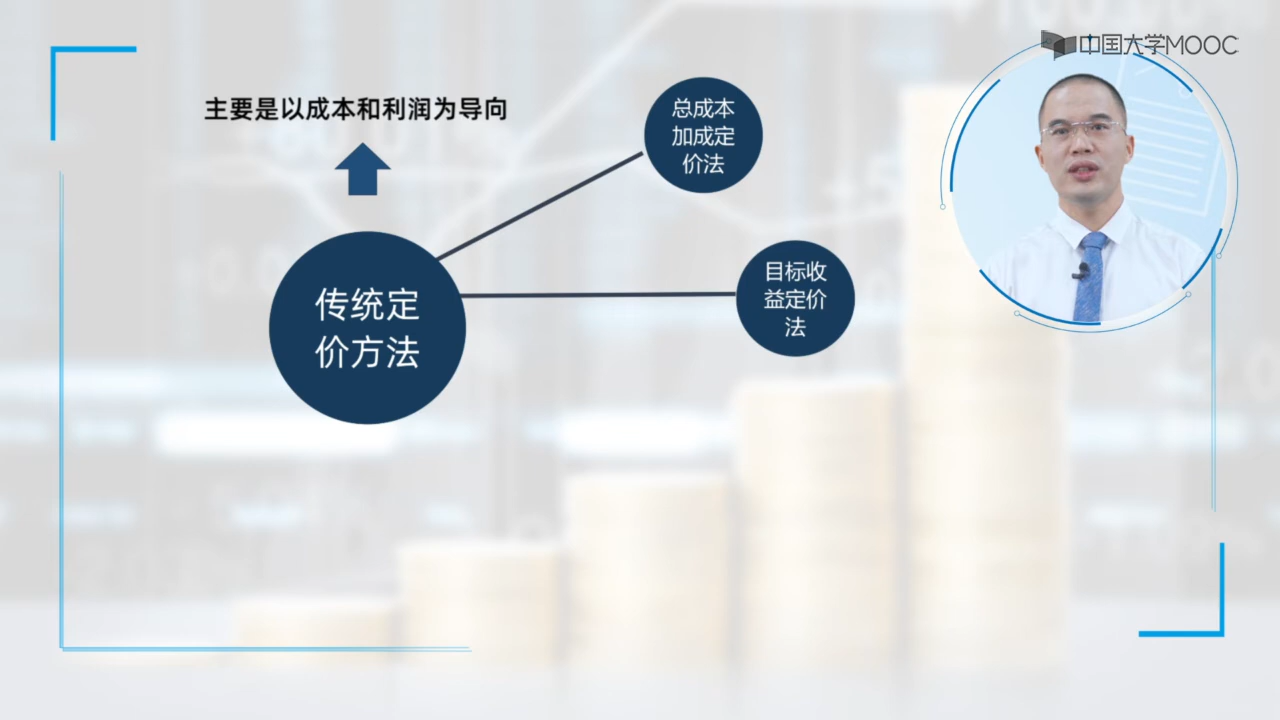 中国大学MOOC
主要是以成本和利润为导向
总成本
加成定
价法
目标收
益定价
法
传统定
价方法